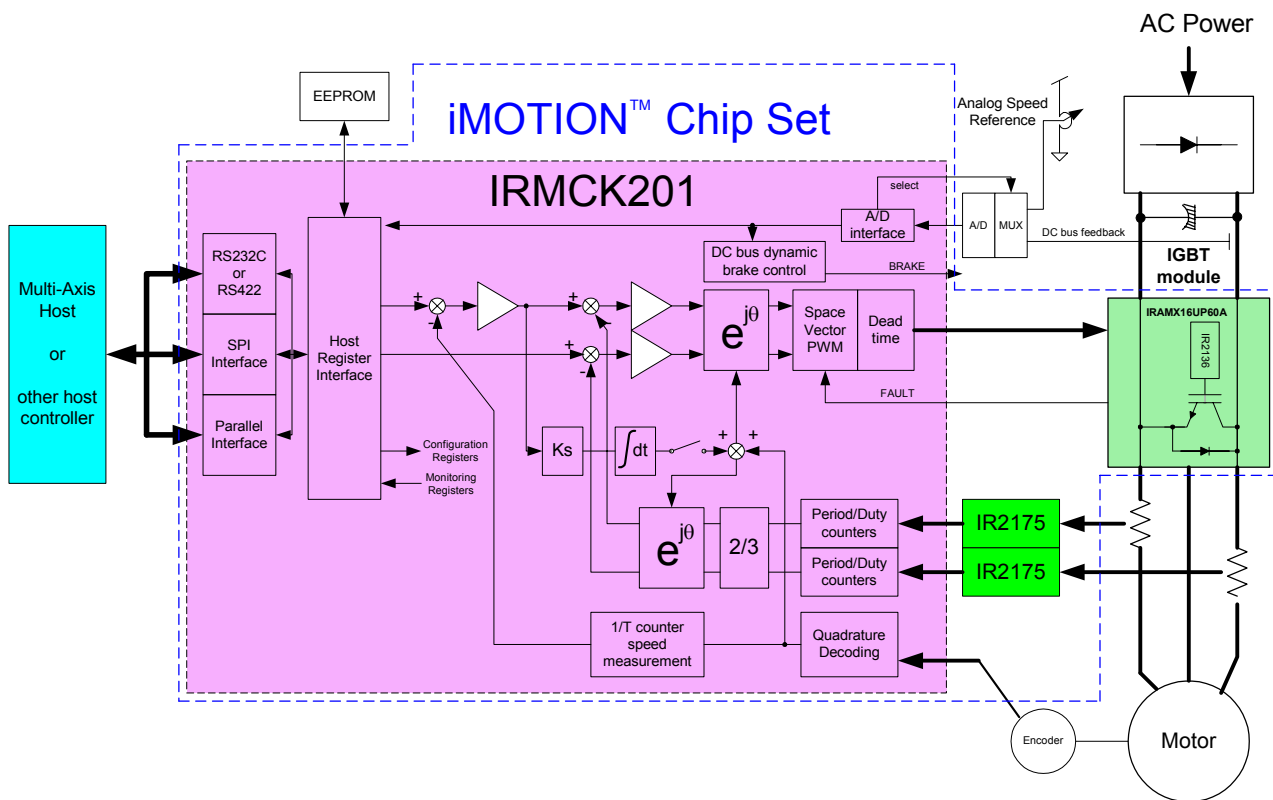 AC Power
EEPROM
iMOTION™ Chip Set
Analog Speed
Reference
IRMCK201
select
A/D
interface
A/D
MUX
DC bus feedback
DC bus dynamic
brake control
BRAKE
IGBT
module
Multi-Axis
Host
or
other host
controller
RS232C
or
RS422
SPI
Interface
Parallel
Interface
Host
Register
Interface
+
-
+
-
+
-
e^jθ
Space
Vector
PWM
Dead
time
FAULT
IRAMX16UP60A
IR2136
Configuration
Registers
Monitoring
Registers
Ks
∫dt
+
+
e^jθ
2/3
Period/Duty
counters
Period/Duty
counters
IR2175
IR2175
1/T counter
speed
measurement
Quadrature
Decoding
Encoder
Motor